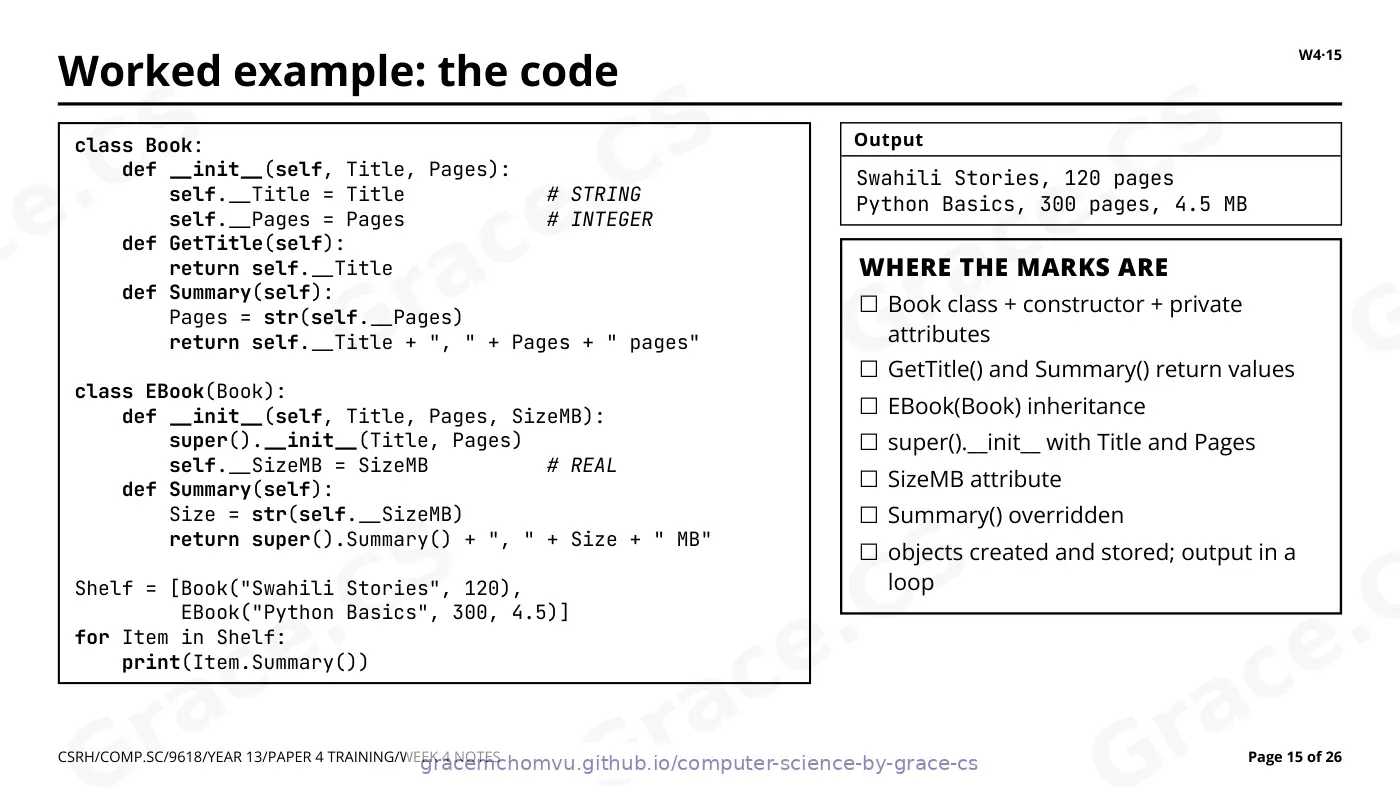 Worked example: the code
W4·15
class Book:
    def __init__(self, Title, Pages):
        self.__Title = Title            # STRING
        self.__Pages = Pages            # INTEGER
    def GetTitle(self):
        return self.__Title
    def Summary(self):
        Pages = str(self.__Pages)
        return self.__Title + ", " + Pages + " pages"

class EBook(Book):
    def __init__(self, Title, Pages, SizeMB):
        super().__init__(Title, Pages)
        self.__SizeMB = SizeMB          # REAL
    def Summary(self):
        Size = str(self.__SizeMB)
        return super().Summary() + ", " + Size + " MB"

Shelf = [Book("Swahili Stories", 120),
         EBook("Python Basics", 300, 4.5)]
for Item in Shelf:
    print(Item.Summary())
Output
Swahili Stories, 120 pages
Python Basics, 300 pages, 4.5 MB
WHERE THE MARKS ARE
☐ Book class + constructor + private
attributes
☐ GetTitle() and Summary() return values
☐ EBook(Book) inheritance
☐ super().__init__ with Title and Pages
☐ SizeMB attribute
☐ Summary() overridden
☐ objects created and stored; output in a
loop
CSRH/COMP.SC/9618/YEAR 13/PAPER 4 TRAINING/WEEK 4 NOTES
gracemchomvu.github.io/computer-science-by-grace-cs
Page 15 of 26
Grace.CS